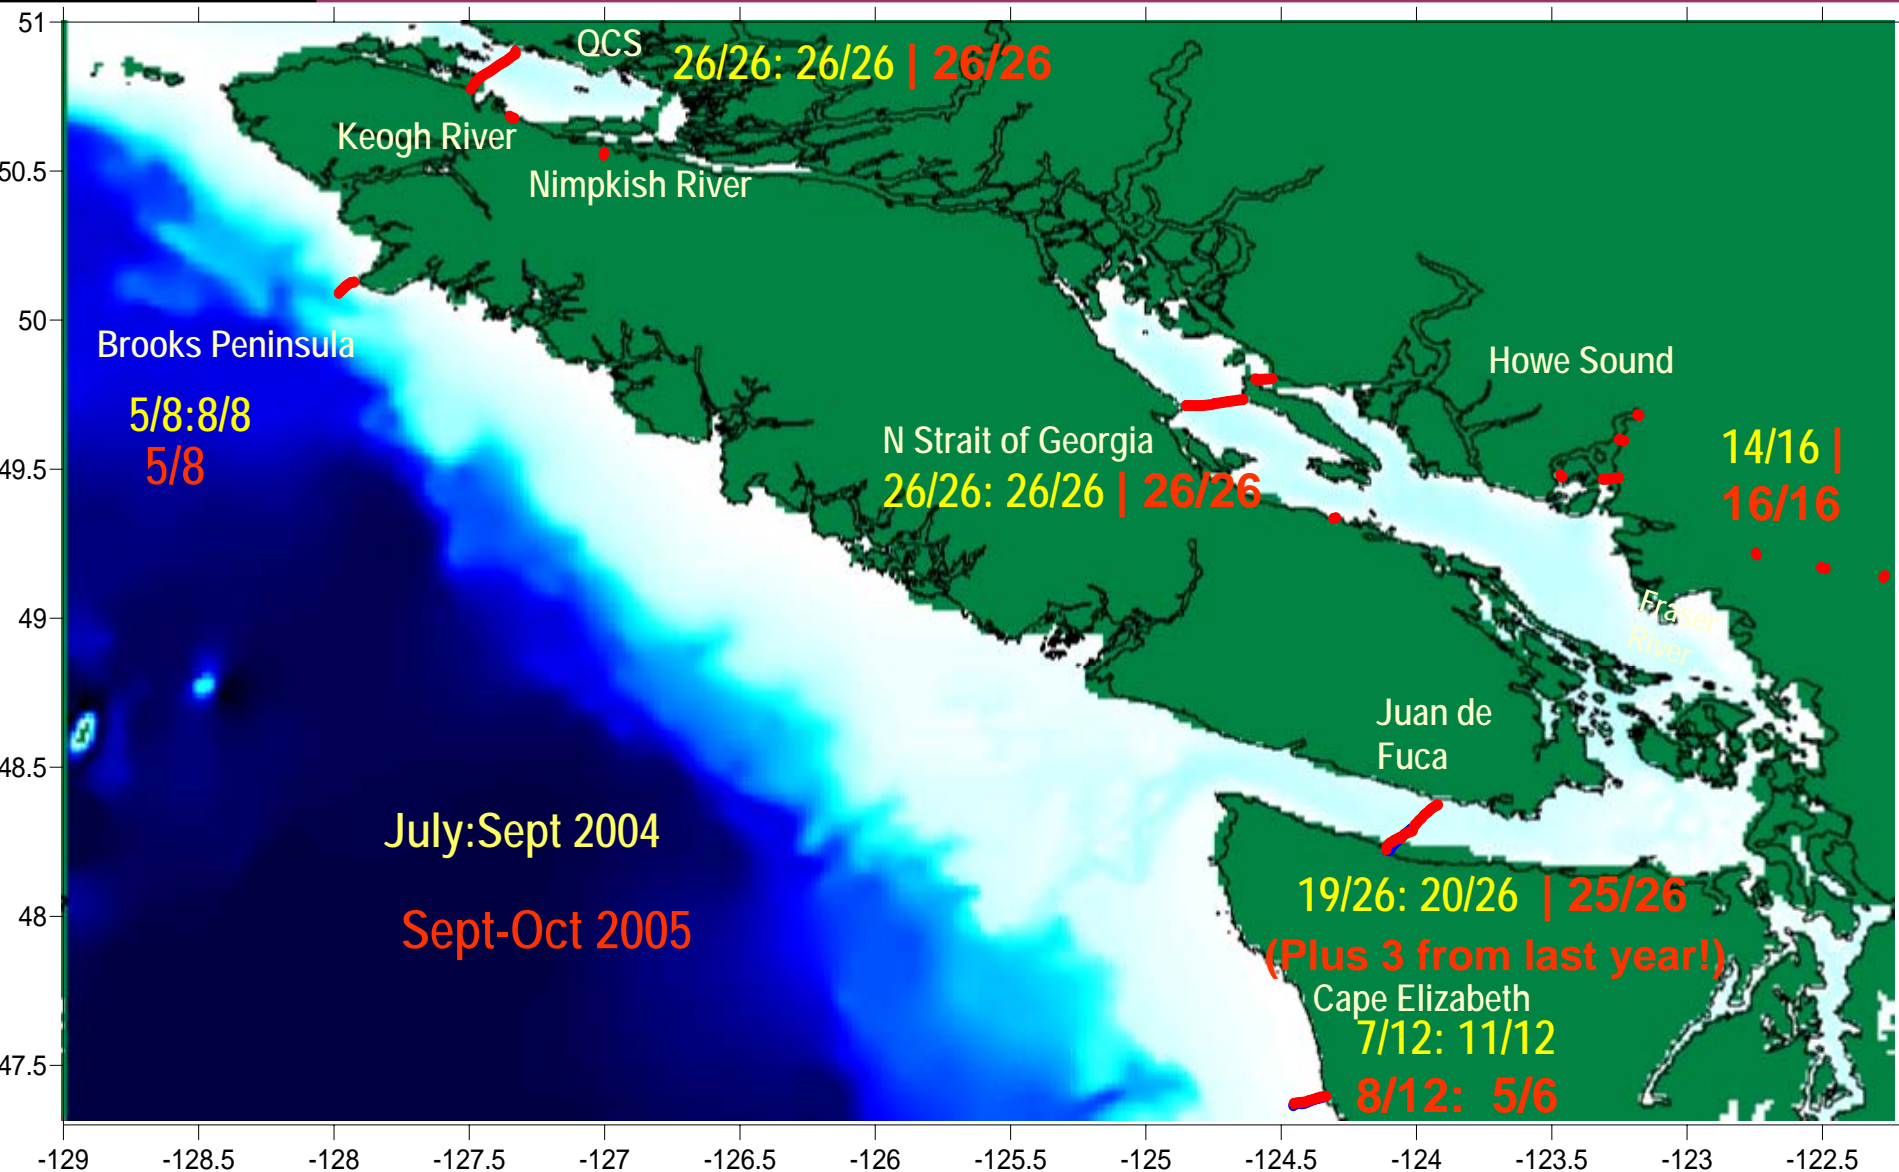 51
QCS
26/26: 26/26 | 26/26
Keogh River
50.5
Nimpkish River
50
Brooks Peninsula
5/8:8/8
5/8
Howe Sound
14/16 |
16/16
N Strait of Georgia
26/26: 26/26 | 26/26
49.5
49
Fraser
River
Juan de
Fuca
48.5
July:Sept 2004
Sept-Oct 2005
19/26: 20/26 | 25/26
(Plus 3 from last year!)
48
Cape Elizabeth
7/12: 11/12
8/12: 5/6
47.5
-129 -128.5 -128 -127.5 -127 -126.5 -126 -125.5 -125 -124.5 -124 -123.5 -123 -122.5